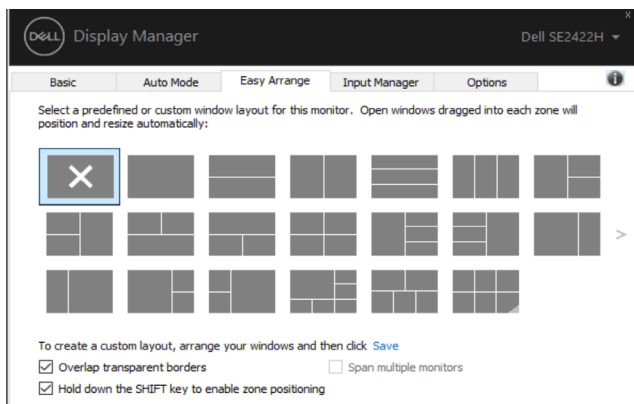 DELL Display Manager
Dell SE2422H
Basic Auto Mode Easy Arrange Input Manager Options
Select a predefined or custom window layout for this monitor. Open windows dragged into each zone will
position and resize automatically:
To create a custom layout, arrange your windows and then click Save
Overlap transparent borders
Span multiple monitors
Hold down the SHIFT key to enable zone positioning